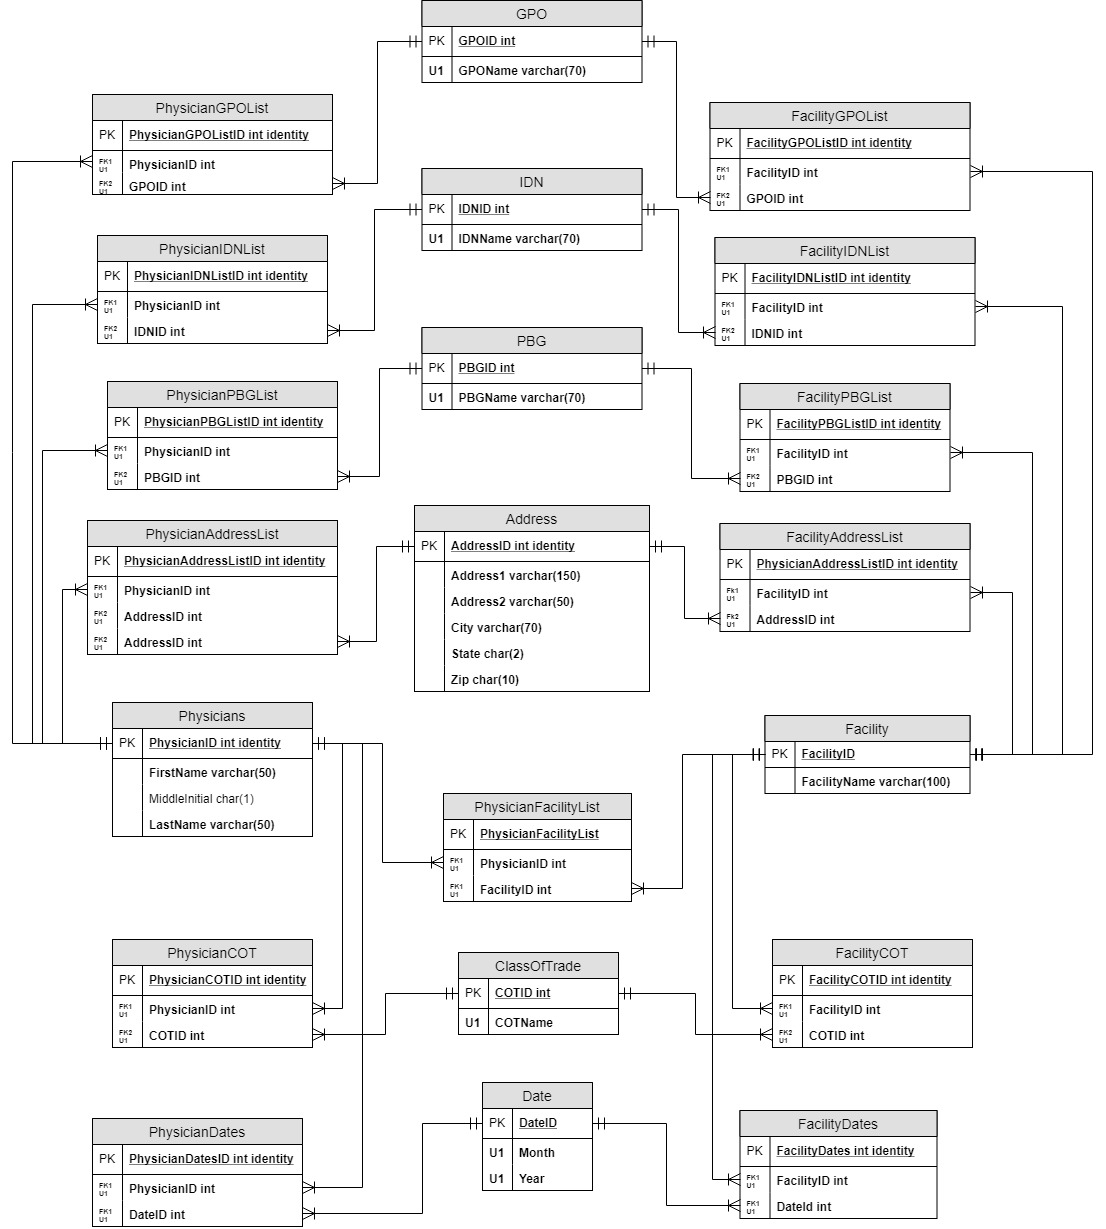 GPO
PK GPOID int
U1 GPOName varchar(70)
PhysicianGPOList
PK PhysicianGPOListID int identity
FK1 U1 PhysicianID int
FK2 U1 GPOID int
FacilityGPOList
PK FacilityGPOListID int identity
FK1 U1 FacilityID int
FK2 U1 GPOID int
IDN
PK IDNID int
U1 IDNName varchar(70)
PhysicianIDNList
PK PhysicianIDNListID int identity
FK1 U1 PhysicianID int
FK2 U1 IDNID int
FacilityIDNList
PK FacilityIDNListID int identity
FK1 U1 FacilityID int
FK2 U1 IDNID int
PBG
PK PBGID int
U1 PBGName varchar(70)
PhysicianPBGList
PK PhysicianPBGListID int identity
FK1 U1 PhysicianID int
FK2 U1 PBGID int
FacilityPBGList
PK FacilityPBGListID int identity
FK1 U1 FacilityID int
FK2 U1 PBGID int
PhysicianAddressList
PK PhysicianAddressListID int identity
FK1 U1 PhysicianID int
FK2 U1 AddressID int
FK2 U1 AddressID int
Address
PK AddressID int identity
Address1 varchar(150)
Address2 varchar(50)
City varchar(70)
State char(2)
Zip char(10)
FacilityAddressList
PK PhysicianAddressListID int identity
Fk1 U1 FacilityID int
Fk2 U1 AddressID int
Physicians
PK PhysicianID int identity
FirstName varchar(50)
MiddleInitial char(1)
LastName varchar(50)
Facility
PK FacilityID
FacilityName varchar(100)
PhysicianFacilityList
PK PhysicianFacilityList
FK1 U1 PhysicianID int
FK1 U1 FacilityID int
PhysicianCOT
PK PhysicianCOTID int identity
FK1 U1 PhysicianID int
FK2 U1 COTID int
ClassOfTrade
PK COTID int
U1 COTName
FacilityCOT
PK FacilityCOTID int identity
FK1 U1 FacilityID int
FK2 U1 COTID int
Date
PK DateID
U1 Month
U1 Year
PhysicianDates
PK PhysicianDatesID int identity
FK1 U1 PhysicianID int
FK1 U1 DateID int
FacilityDates
PK FacilityDates int identity
FK1 U1 FacilityID int
FK1 U1 DateId int